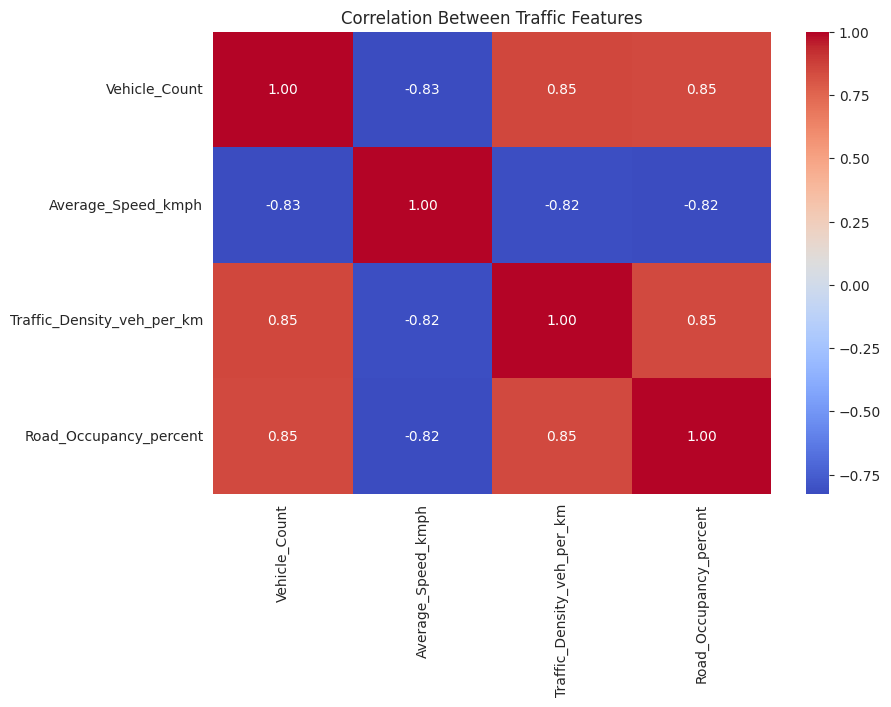 Correlation Between Traffic Features
Vehicle_Count
1.00 -0.83 0.85 0.85
Average_Speed_kmph
-0.83 1.00 -0.82 -0.82
Traffic_Density_veh_per_km
0.85 -0.82 1.00 0.85
Road_Occupancy_percent
0.85 -0.82 0.85 1.00
Vehicle_Count
Average_Speed_kmph
Traffic_Density_veh_per_km
Road_Occupancy_percent
1.00
0.75
0.50
0.25
0.00
−0.25
−0.50
−0.75